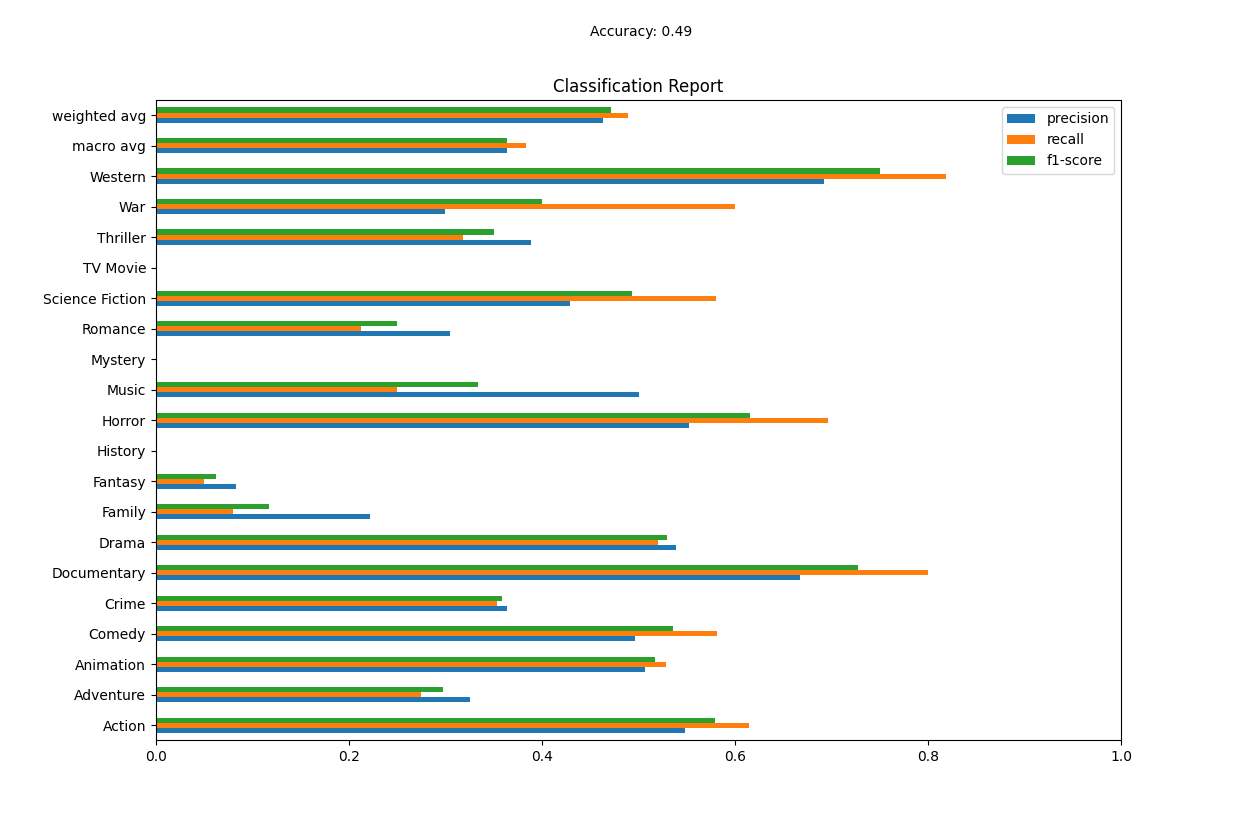 Accuracy: 0.49
Classification Report
weighted avg
macro avg
Western
War
Thriller
TV Movie
Science Fiction
Romance
Mystery
Music
Horror
History
Fantasy
Family
Drama
Documentary
Crime
Comedy
Animation
Adventure
Action
precision
recall
f1-score
0.0 0.2 0.4 0.6 0.8 1.0